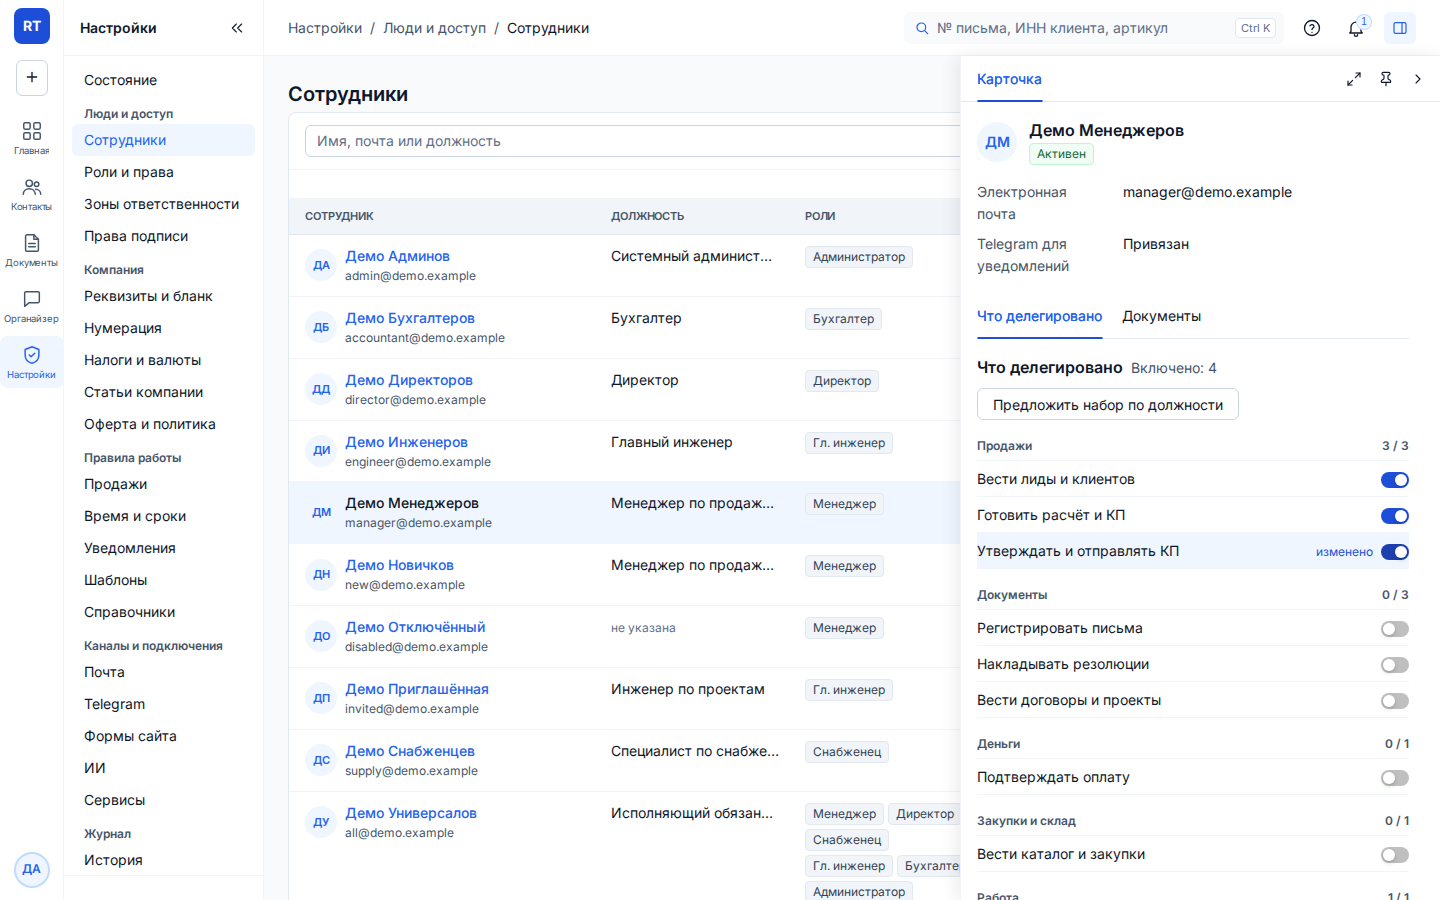 RT
Главная
Контакты
Документы
Органайзер
Настройки
ДА
Настройки
Состояние
Люди и доступ
Сотрудники
Роли и права
Зоны ответственности
Права подписи
Компания
Реквизиты и бланк
Нумерация
Налоги и валюты
Статьи компании
Оферта и политика
Правила работы
Продажи
Время и сроки
Уведомления
Шаблоны
Справочники
Каналы и подключения
Почта
Telegram
Формы сайта
ИИ
Сервисы
Журнал
История
Настройки / Люди и доступ / Сотрудники
№ письма, ИНН клиента, артикул Ctrl K
1
Сотрудники
Имя, почта или должность
СОТРУДНИК ДОЛЖНОСТЬ РОЛИ
ДА Демо Админов Системный админист... Администратор
admin@demo.example
ДБ Демо Бухгалтеров Бухгалтер Бухгалтер
accountant@demo.example
ДД Демо Директоров Директор Директор
director@demo.example
ДИ Демо Инженеров Главный инженер Гл. инженер
engineer@demo.example
ДМ Демо Менеджеров Менеджер по продаж... Менеджер
manager@demo.example
ДН Демо Новичков Менеджер по продаж... Менеджер
new@demo.example
ДО Демо Отключённый не указана Менеджер
disabled@demo.example
ДП Демо Приглашённая Инженер по проектам Гл. инженер
invited@demo.example
ДС Демо Снабженцев Специалист по снабже... Снабженец
supply@demo.example
ДУ Демо Универсалов Исполняющий обязан... Менеджер Директор
all@demo.example
Снабженец
Гл. инженер Бухгалте
Администратор
Карточка
ДМ Демо Менеджеров
Активен
Электронная почта manager@demo.example
Telegram для уведомлений Привязан
Что делегировано Документы
Что делегировано Включено: 4
Предложить набор по должности
Продажи 3 / 3
Вести лиды и клиентов
Готовить расчёт и КП
Утверждать и отправлять КП изменено
Документы 0 / 3
Регистрировать письма
Накладывать резолюции
Вести договоры и проекты
Деньги 0 / 1
Подтверждать оплату
Закупки и склад 0 / 1
Вести каталог и закупки
Работа 1 / 1